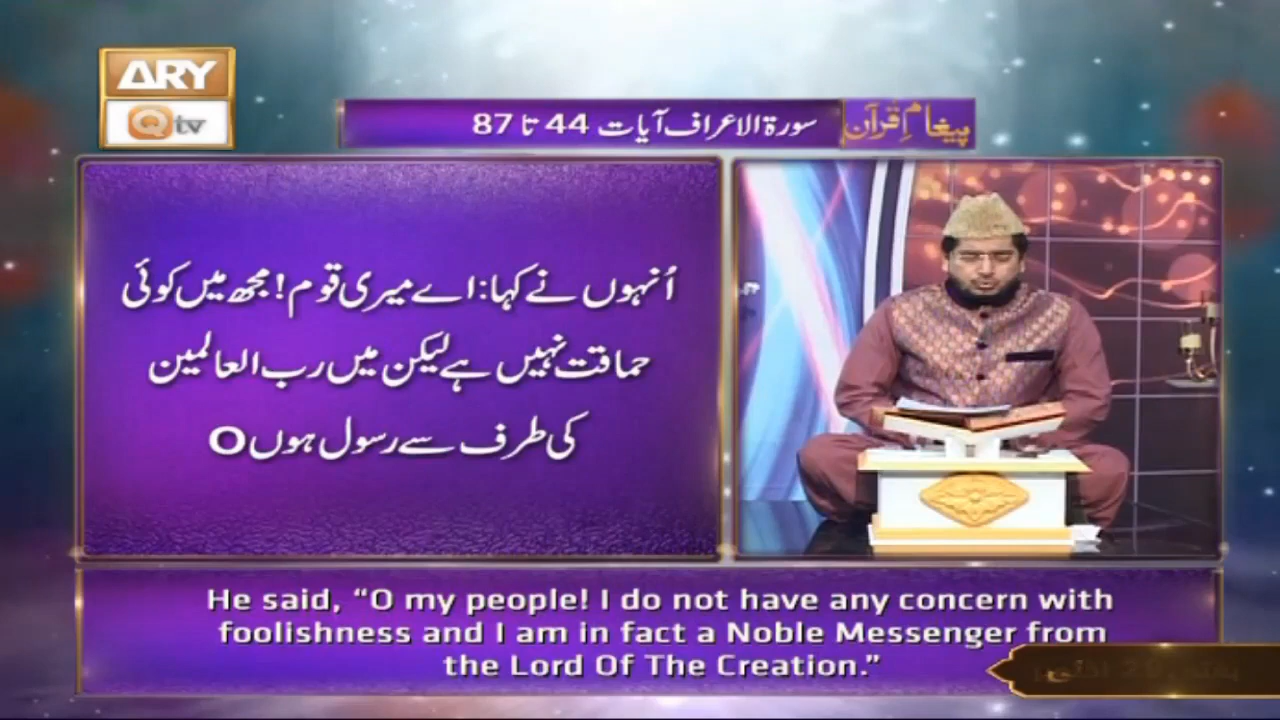 ARY
Qtv
پیغامِ قرآن
سورۃ الاعراف آیات 44 تا 87
اُنہوں نے کہا: اے میری قوم! مجھ میں کوئی
حماقت نہیں ہے لیکن میں رب العالمین
کی طرف سے رسول ہوں O
He said, “O my people! I do not have any concern with
foolishness and I am in fact a Noble Messenger from
the Lord Of The Creation.”